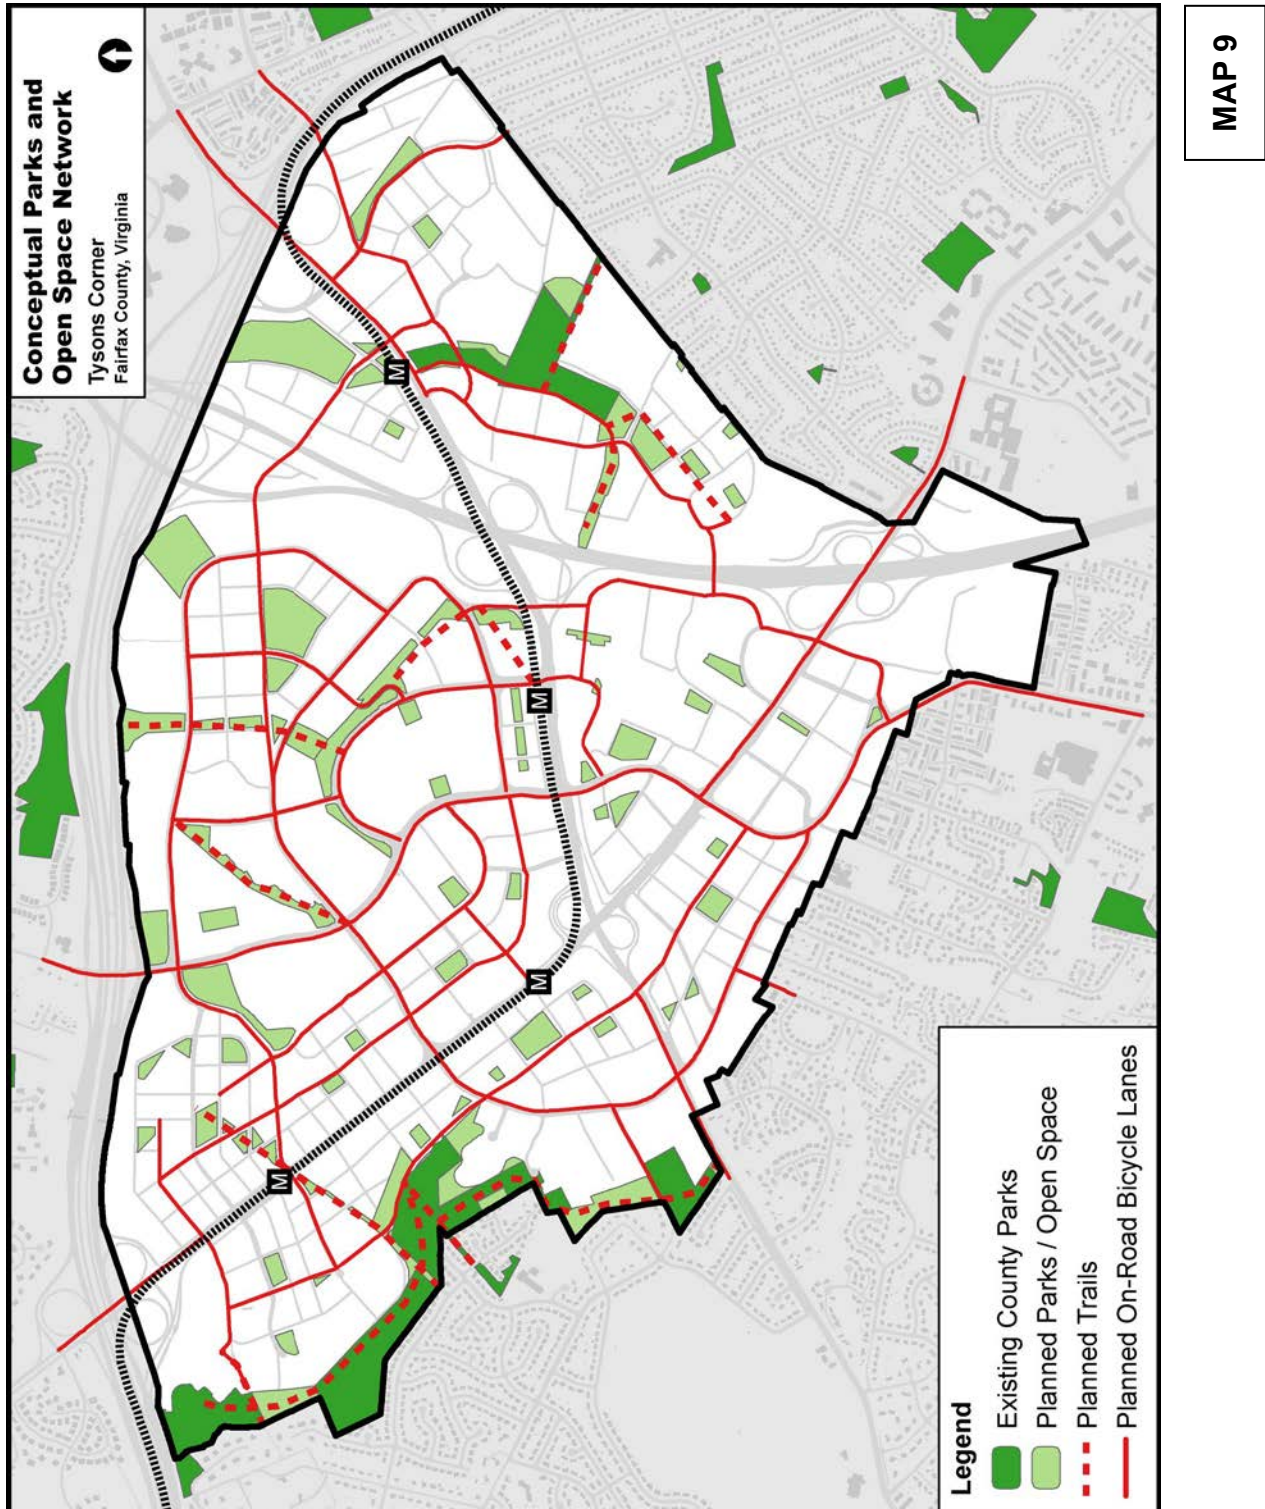 MAP 9
Conceptual Parks and
Open Space Network
Tysons Corner
Fairfax County, Virginia
M
M
M
M
Legend
Existing County Parks
Planned Parks / Open Space
Planned Trails
Planned On-Road Bicycle Lanes